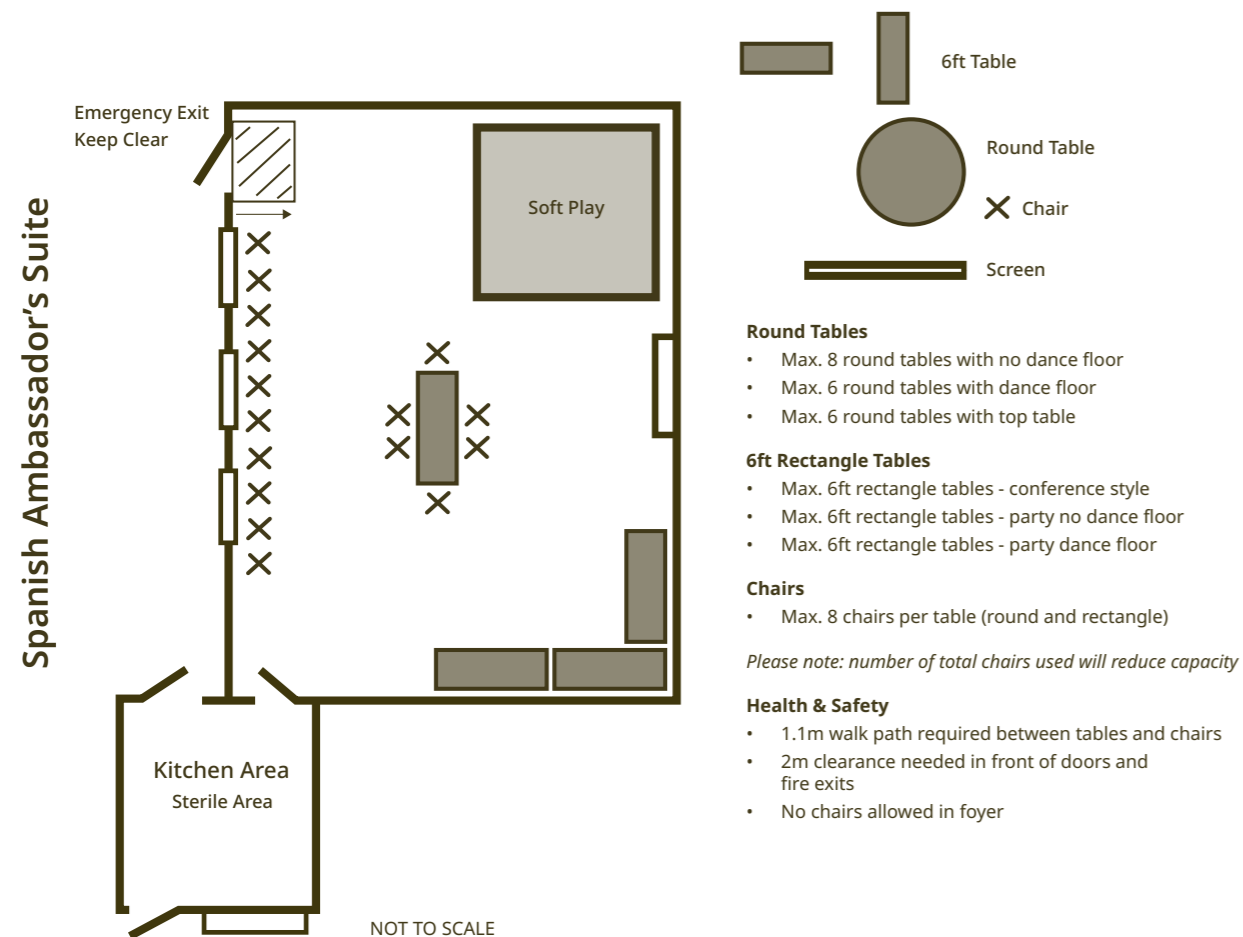 Spanish Ambassador's Suite
Emergency Exit
Keep Clear
Soft Play
Kitchen Area
Sterile Area
NOT TO SCALE
6ft Table
Round Table
Chair
Screen
Round Tables
• Max. 8 round tables with no dance floor
• Max. 6 round tables with dance floor
• Max. 6 round tables with top table
6ft Rectangle Tables
• Max. 6ft rectangle tables - conference style
• Max. 6ft rectangle tables - party no dance floor
• Max. 6ft rectangle tables - party dance floor
Chairs
• Max. 8 chairs per table (round and rectangle)
Please note: number of total chairs used will reduce capacity
Health & Safety
• 1.1m walk path required between tables and chairs
• 2m clearance needed in front of doors and
fire exits
• No chairs allowed in foyer